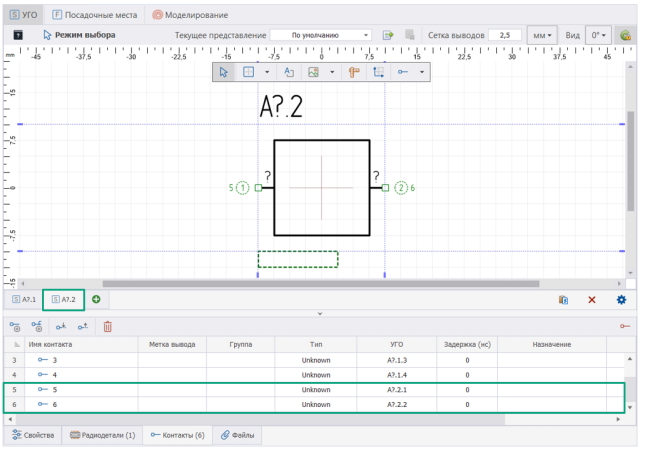 УГО Посадочные места Моделирование
Режим выбора Текущее представление По умолчанию Сетка выводов 2,5 мм Вид 0°
mm -45 -37,5 -30 -22,5 -15 -7,5 0 7,5 15 22,5 30 37,5 45
15
7,5
0
-7,5
-15
A?.2
? ?
5 1 2 6
A?.1 A?.2
Имя контакта Метка вывода Группа Тип УГО Задержка (нс) Назначение
3 3 Unknown A?.1.3 0
4 4 Unknown A?.1.4 0
5 5 Unknown A?.2.1 0
6 6 Unknown A?.2.2 0
Свойства Радиодетали (1) Контакты (6) Файлы